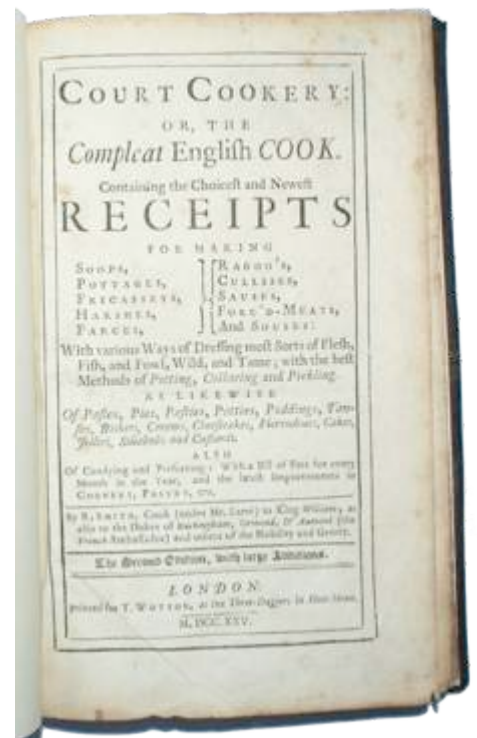 COURT COOKERY:
OR, THE
Compleat Engliſh COOK.
Containing the Choiceſt and Neweſt
RECEIPTS
FOR MAKING
SOOPS, RAGOO'S,
POTTAGES, CULLISES,
FRICASSEYS, SAUSES,
HARSHES, FORC'D-MEATS,
FARCES, And SOUSES:
With various Ways of Dreſſing moſt Sorts of Fleſh,
Fiſh, and Fowl, Wild, and Tame; with the beſt
Methods of Potting, Collaring and Pickling.
AS LIKEWISE
Of Paſtes, Pies, Paſties, Patties, Puddings, Tan-
ſies, Biskets, Creams, Cheeſecakes, Cakes,
Jellies, and Cuſtards.
ALSO
Of Candying and Preſerving: With a Bill of Fare for every
Month in the Year, and the lateſt Improvements in
COOKERY, PASTRY, &c.
By R. SMITH, Cook (under Mr. Lamb) to King William; as
alſo to the Dukes of Buckingham, Ormond, D' Aumont (the
French Ambaſſador) and others of the Nobility and Gentry.
The Second Edition, with large Additions.
LONDON:
Printed for T. WOTTON, at the Three-Daggers in Fleet-Street.
M, DCC, XXV.